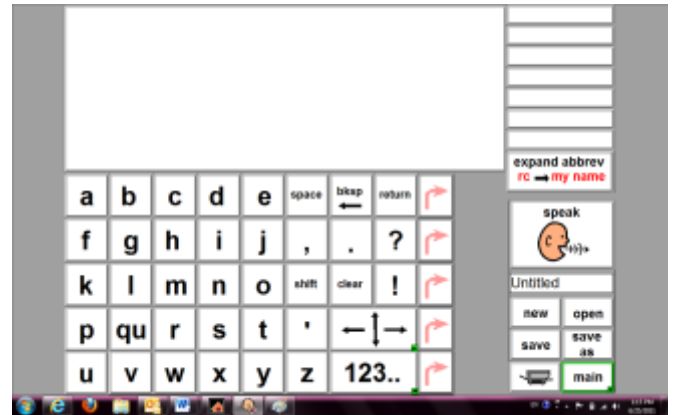 expand abbrev
rc → my name
a b c d e space bksp return
speak
f g h i j , . ?
k l m n o shift clear !
Untitled
new open
p qu r s t '
save save as
u v w x y z 123..
main